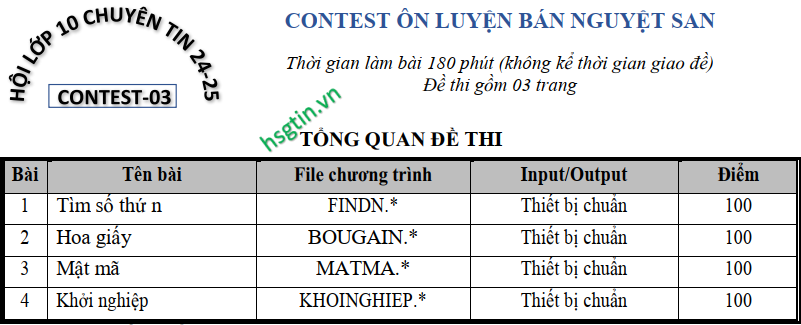 HỘI LỚP 10 CHUYÊN TIN 24-25
CONTEST-03
CONTEST ÔN LUYỆN BÁN NGUYỆT SAN
Thời gian làm bài 180 phút (không kể thời gian giao đề)
Đề thi gồm 03 trang
hsgtin.vn
TỔNG QUAN ĐỀ THI
Bài Tên bài File chương trình Input/Output Điểm
1 Tìm số thứ n FINDN.* Thiết bị chuẩn 100
2 Hoa giấy BOUGAIN.* Thiết bị chuẩn 100
3 Mật mã MATMA.* Thiết bị chuẩn 100
4 Khởi nghiệp KHOINGHIEP.* Thiết bị chuẩn 100